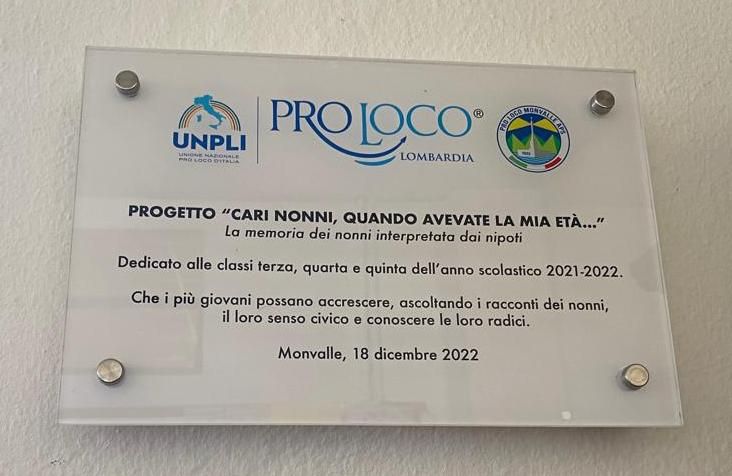 UNPLI
UNIONE NAZIONALE
PRO LOCO D'ITALIA
PROLOCO®
LOMBARDIA
PRO LOCO MONVALLE APS
PROGETTO “CARI NONNI, QUANDO AVEVATE LA MIA ETÀ...”
La memoria dei nonni interpretata dai nipoti
Dedicato alle classi terza, quarta e quinta dell’anno scolastico 2021-2022.
Che i più giovani possano accrescere, ascoltando i racconti dei nonni,
il loro senso civico e conoscere le loro radici.
Monvalle, 18 dicembre 2022